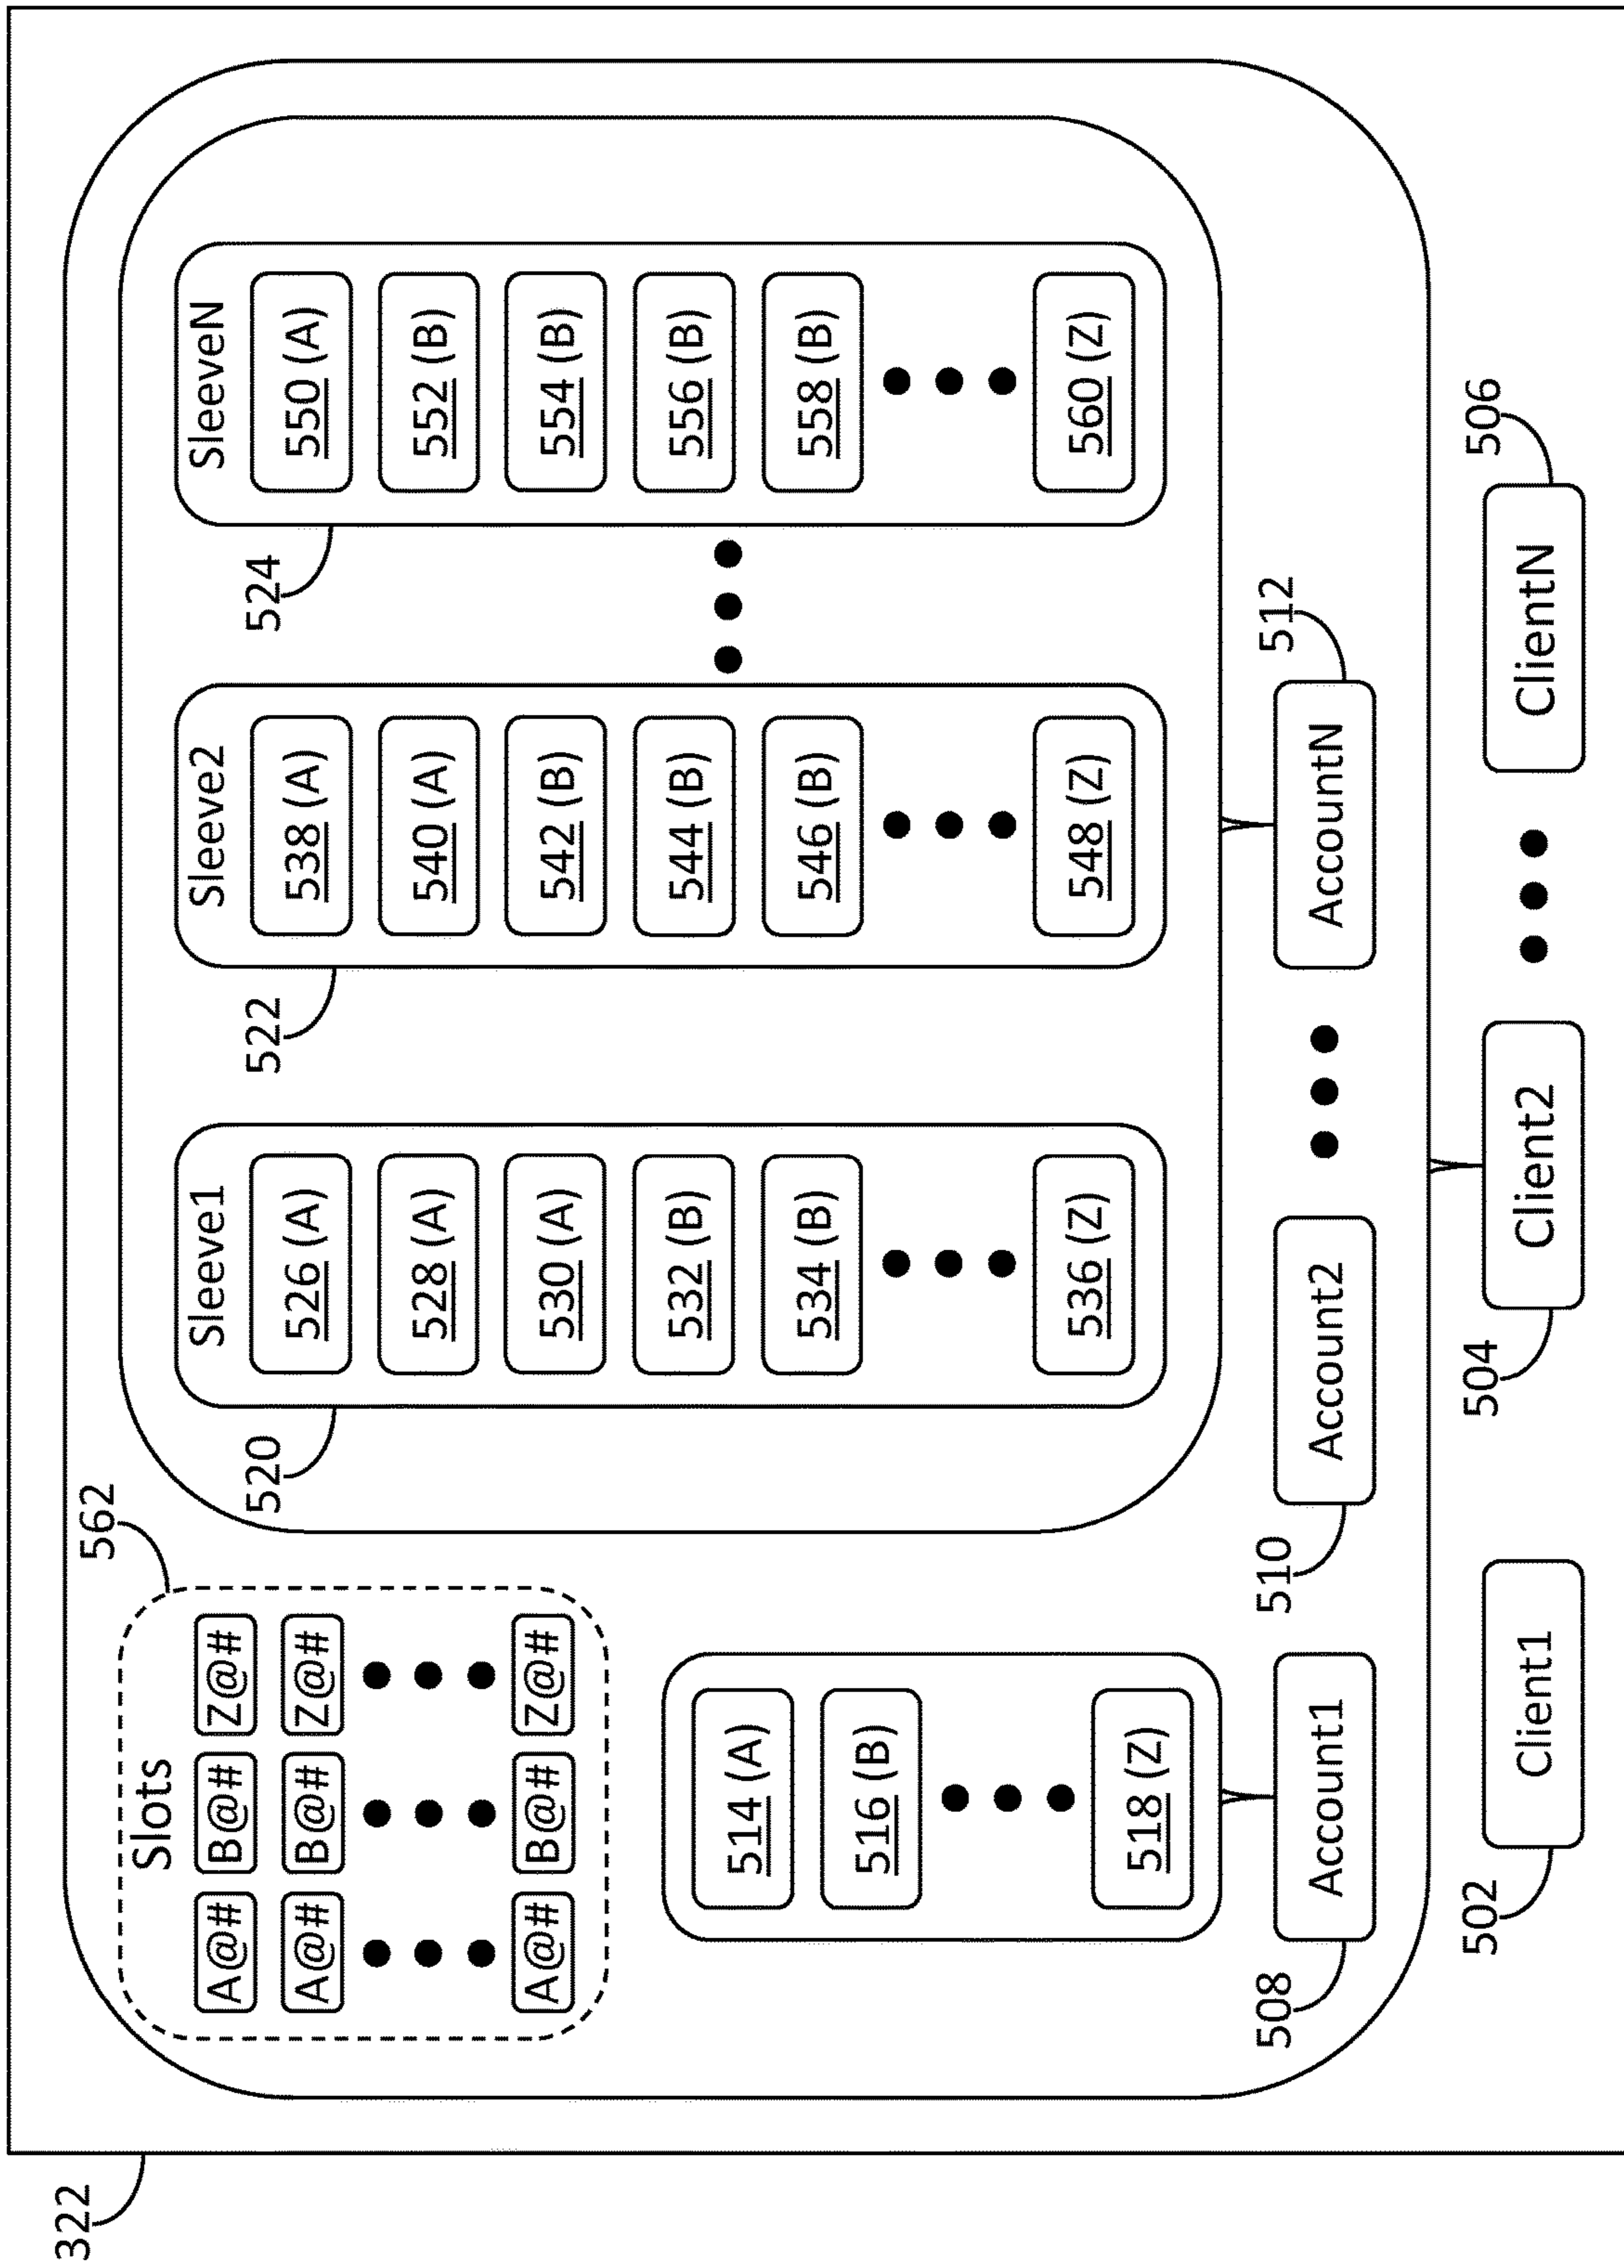 322
562
Slots
A@# B@# Z@#
A@# B@# Z@#
A@# B@# Z@#
514 (A)
516 (B)
518 (Z)
520
Sleeve1
526 (A)
528 (A)
530 (A)
532 (B)
534 (B)
536 (Z)
522
Sleeve2
538 (A)
540 (A)
542 (B)
544 (B)
546 (B)
548 (Z)
524
SleeveN
550 (A)
552 (B)
554 (B)
556 (B)
558 (B)
560 (Z)
508
Account1
510
Account2
512
AccountN
502
Client1
504
Client2
506
ClientN